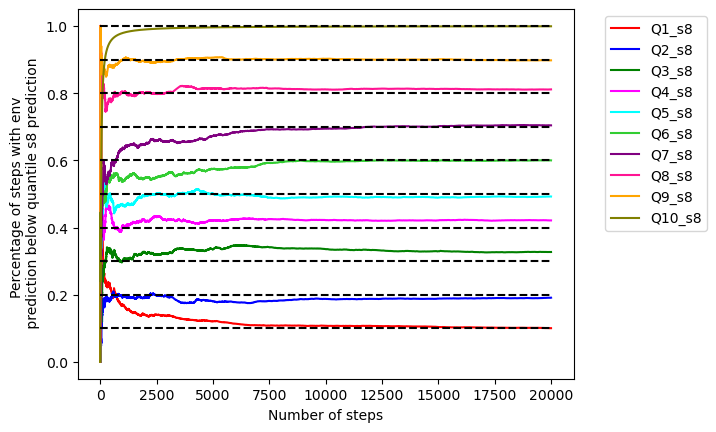 Percentage of steps with env
prediction below quantile s8 prediction
1.0
0.8
0.6
0.4
0.2
0.0
0
2500
5000
7500
10000
12500
15000
17500
20000
Number of steps
Q1_s8
Q2_s8
Q3_s8
Q4_s8
Q5_s8
Q6_s8
Q7_s8
Q8_s8
Q9_s8
Q10_s8